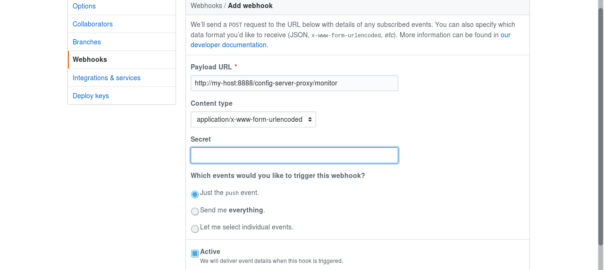 Options
Collaborators
Branches
Webhooks
Integrations & services
Deploy keys
Webhooks / Add webhook
We'll send a POST request to the URL below with details of any subscribed events. You can also specify which
data format you'd like to receive (JSON, x-www-form-urlencoded, etc). More information can be found in our
developer documentation.
Payload URL *
http://my-host:8888/config-server-proxy/monitor
Content type
application/x-www-form-urlencoded
Secret
Which events would you like to trigger this webhook?
Just the push event.
Send me everything.
Let me select individual events.
Active
We will deliver event details when this hook is triggered.